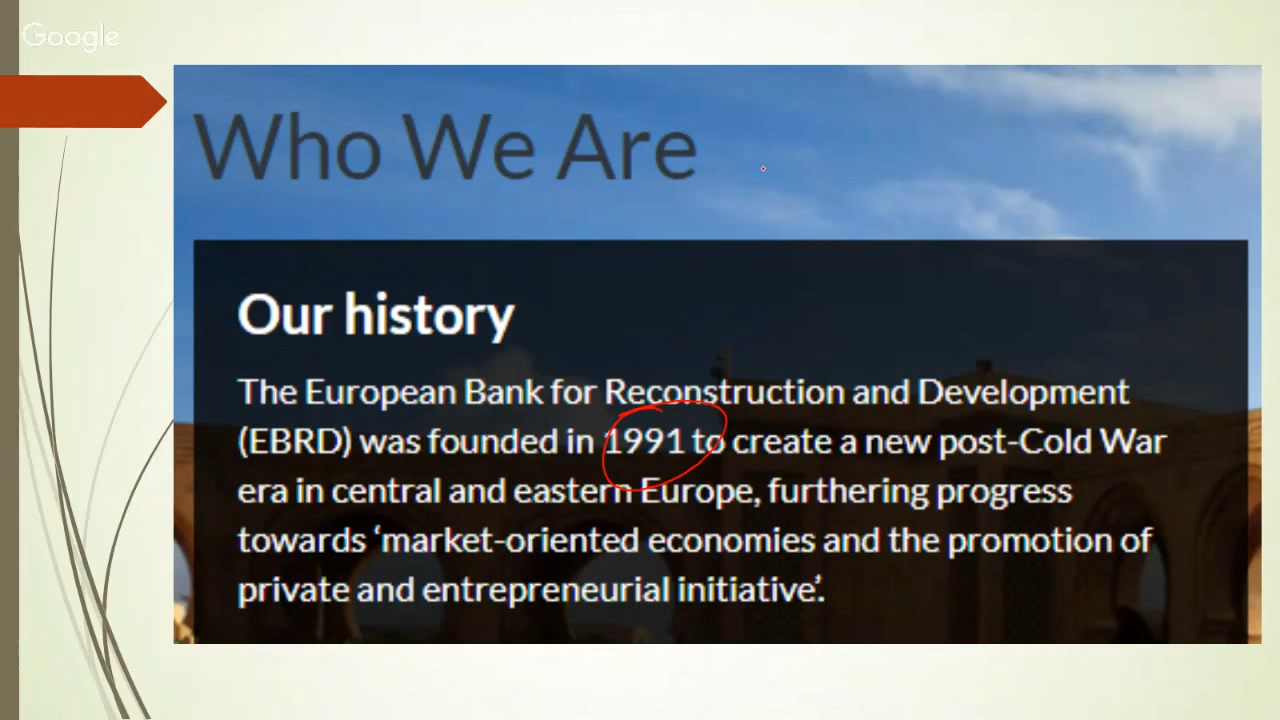 Google
Who We Are
Our history
The European Bank for Reconstruction and Development
(EBRD) was founded in 1991 to create a new post-Cold War
era in central and eastern Europe, furthering progress
towards ‘market-oriented economies and the promotion of
private and entrepreneurial initiative’.